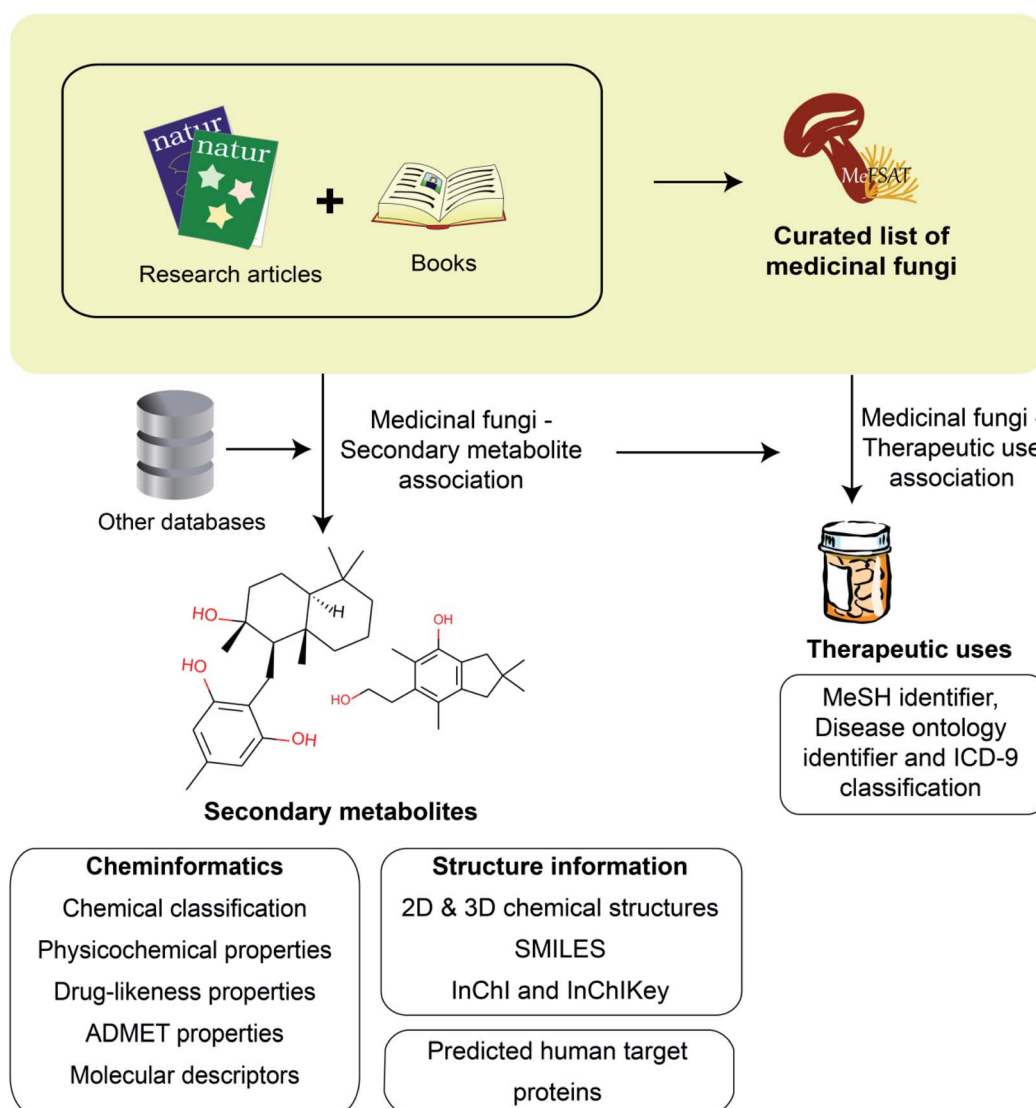 natur
natur
Research articles
+
Books
MeFSAT
Curated list of
medicinal fungi
Other databases
Medicinal fungi -
Secondary metabolite
association
Medicinal fungi -
Therapeutic use
association
HO
H
HO
OH
OH
HO
Secondary metabolites
Therapeutic uses
MeSH identifier,
Disease ontology
identifier and ICD-9
classification
Cheminformatics
Chemical classification
Physicochemical properties
Drug-likeness properties
ADMET properties
Molecular descriptors
Structure information
2D & 3D chemical structures
SMILES
InChI and InChIKey
Predicted human target
proteins